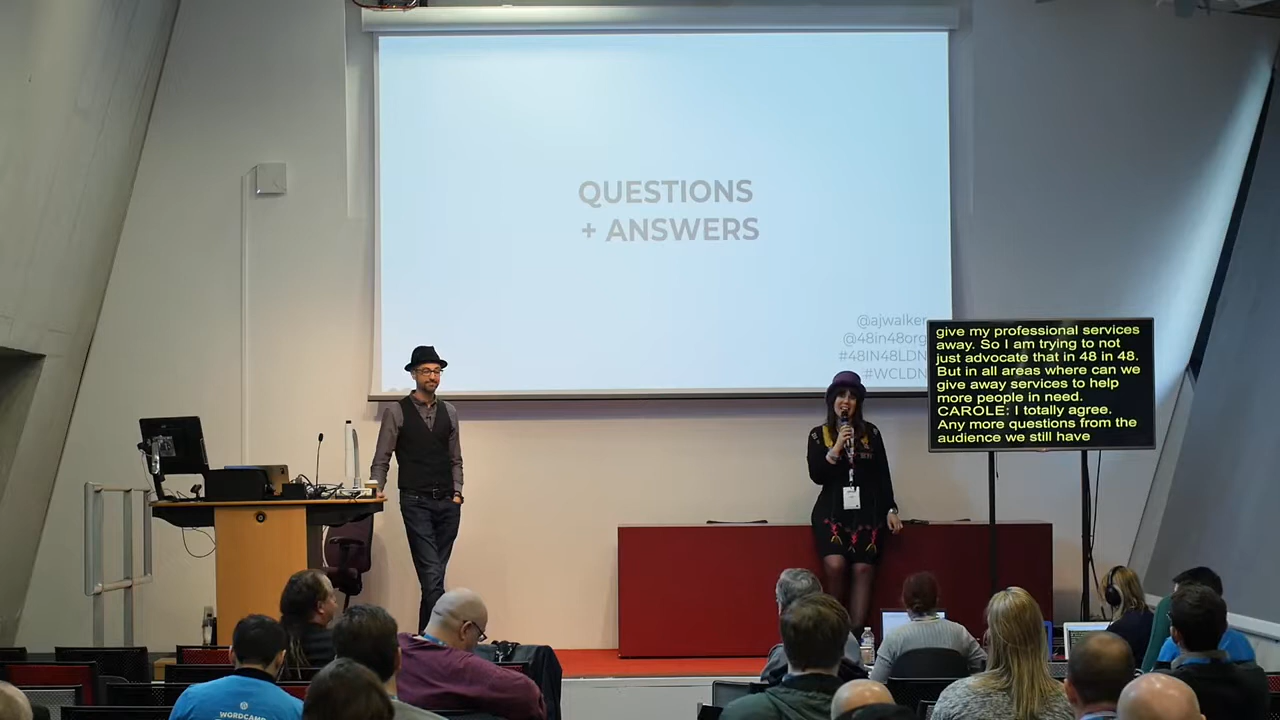 QUESTIONS
+ ANSWERS
@ajwalker
@48in48org
#48IN48LDN
#WCLDN
give my professional services
away. So I am trying to not
just advocate that in 48 in 48.
But in all areas where can we
give away services to help
more people in need.
CAROLE: I totally agree.
Any more questions from the
audience we still have
WORDCAMP